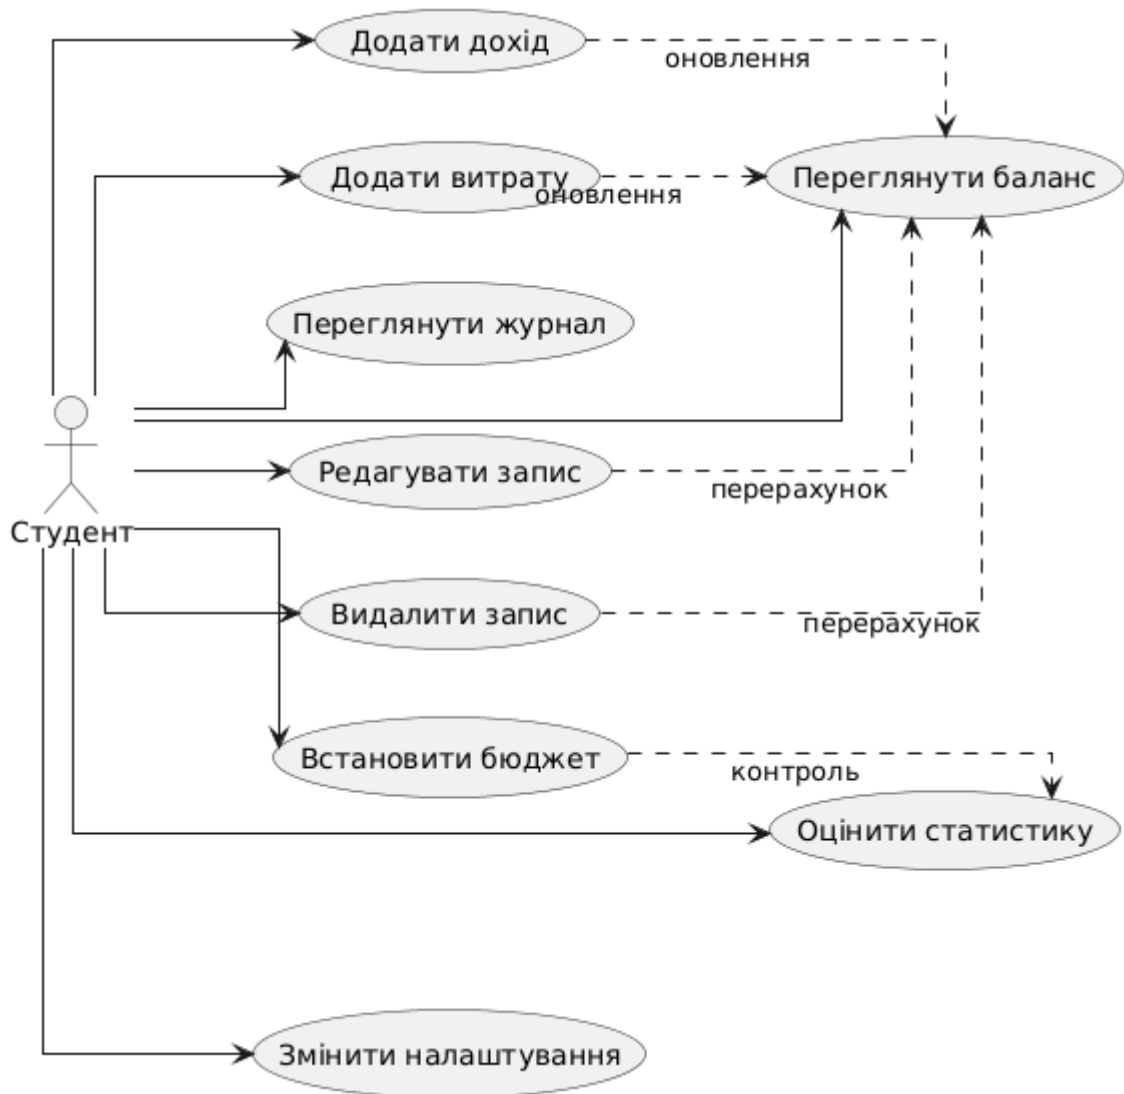 Додати дохід
оновлення
Додати витрату
оновлення
Переглянути баланс
Переглянути журнал
Редагувати запис
перерахунок
Студент
Видалити запис
перерахунок
Встановити бюджет
контроль
Оцінити статистику
Змінити налаштування